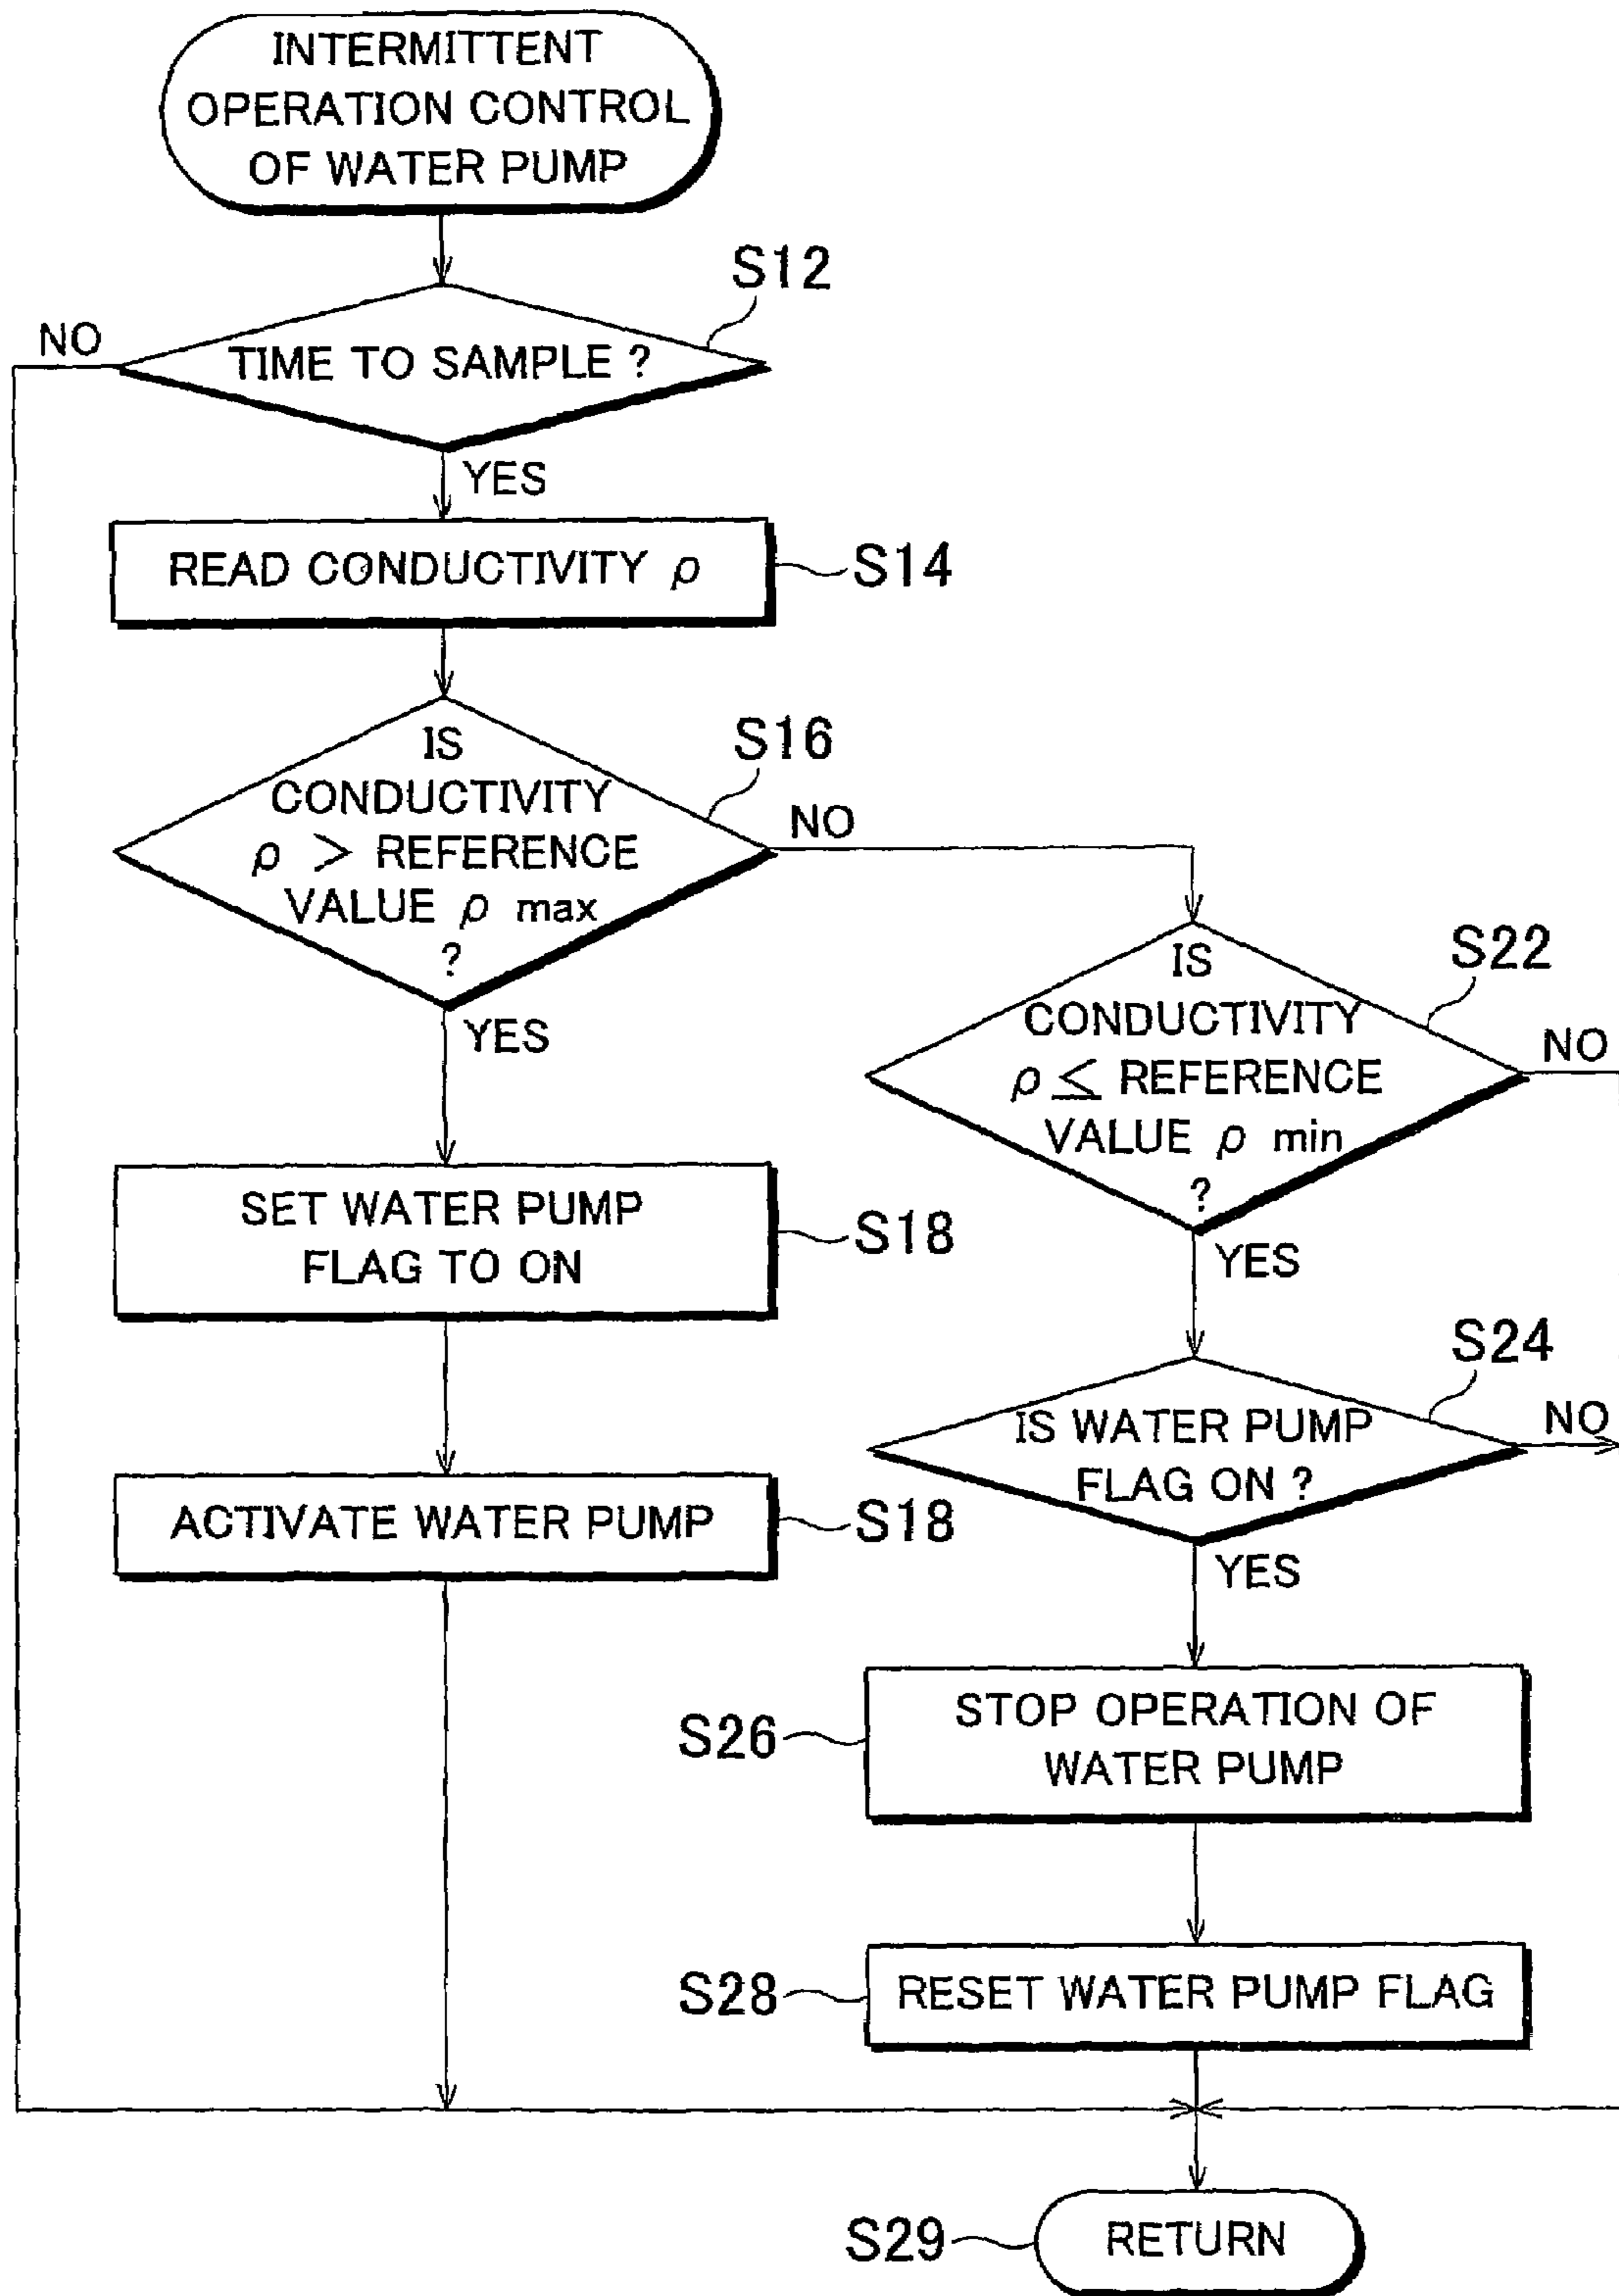 INTERMITTENT
OPERATION CONTROL
OF WATER PUMP
S12
NO
TIME TO SAMPLE ?
YES
READ CONDUCTIVITY ρ
S14
IS
CONDUCTIVITY
ρ > REFERENCE
VALUE ρ max
?
S16
NO
YES
SET WATER PUMP
FLAG TO ON
S18
ACTIVATE WATER PUMP
S18
IS
CONDUCTIVITY
ρ ≤ REFERENCE
VALUE ρ min
?
S22
NO
YES
IS WATER PUMP
FLAG ON ?
S24
NO
YES
S26
STOP OPERATION OF
WATER PUMP
S28
RESET WATER PUMP FLAG
S29
RETURN